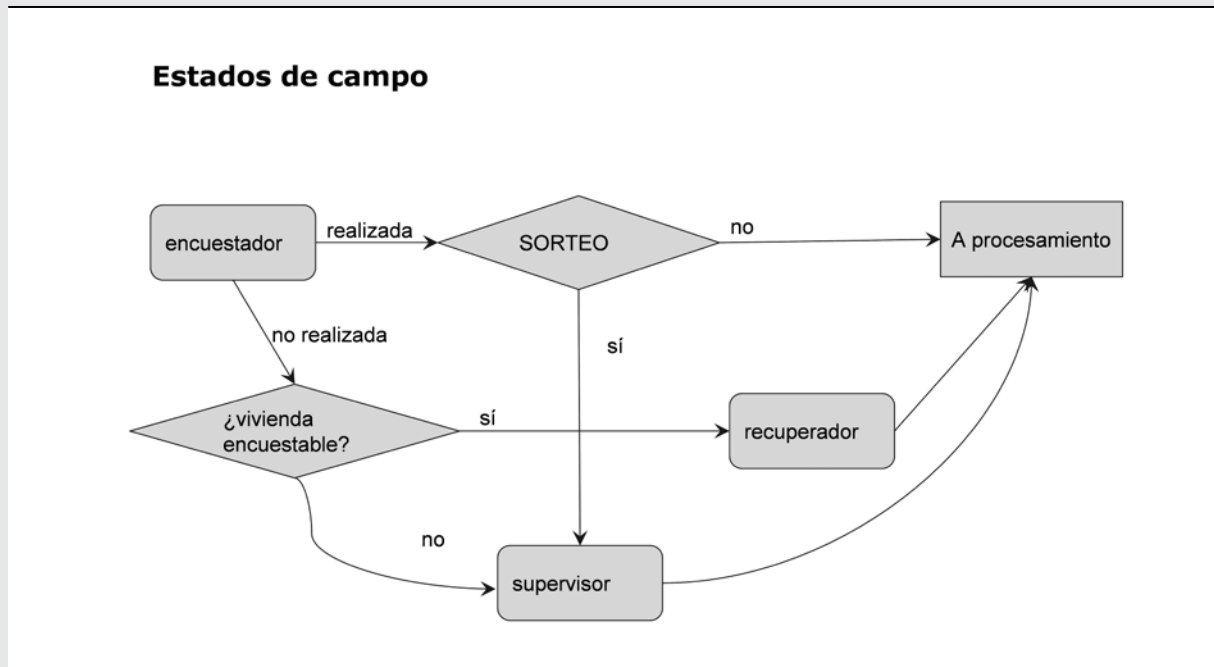 Estados de campo
encuestador
realizada
SORTEO
no
A procesamiento
no realizada
sí
¿vivienda
encuestable?
sí
recuperador
no
supervisor